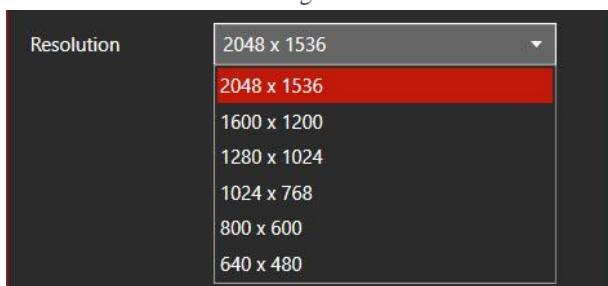 Resolution 2048 x 1536
2048 x 1536
1600 x 1200
1280 x 1024
1024 x 768
800 x 600
640 x 480